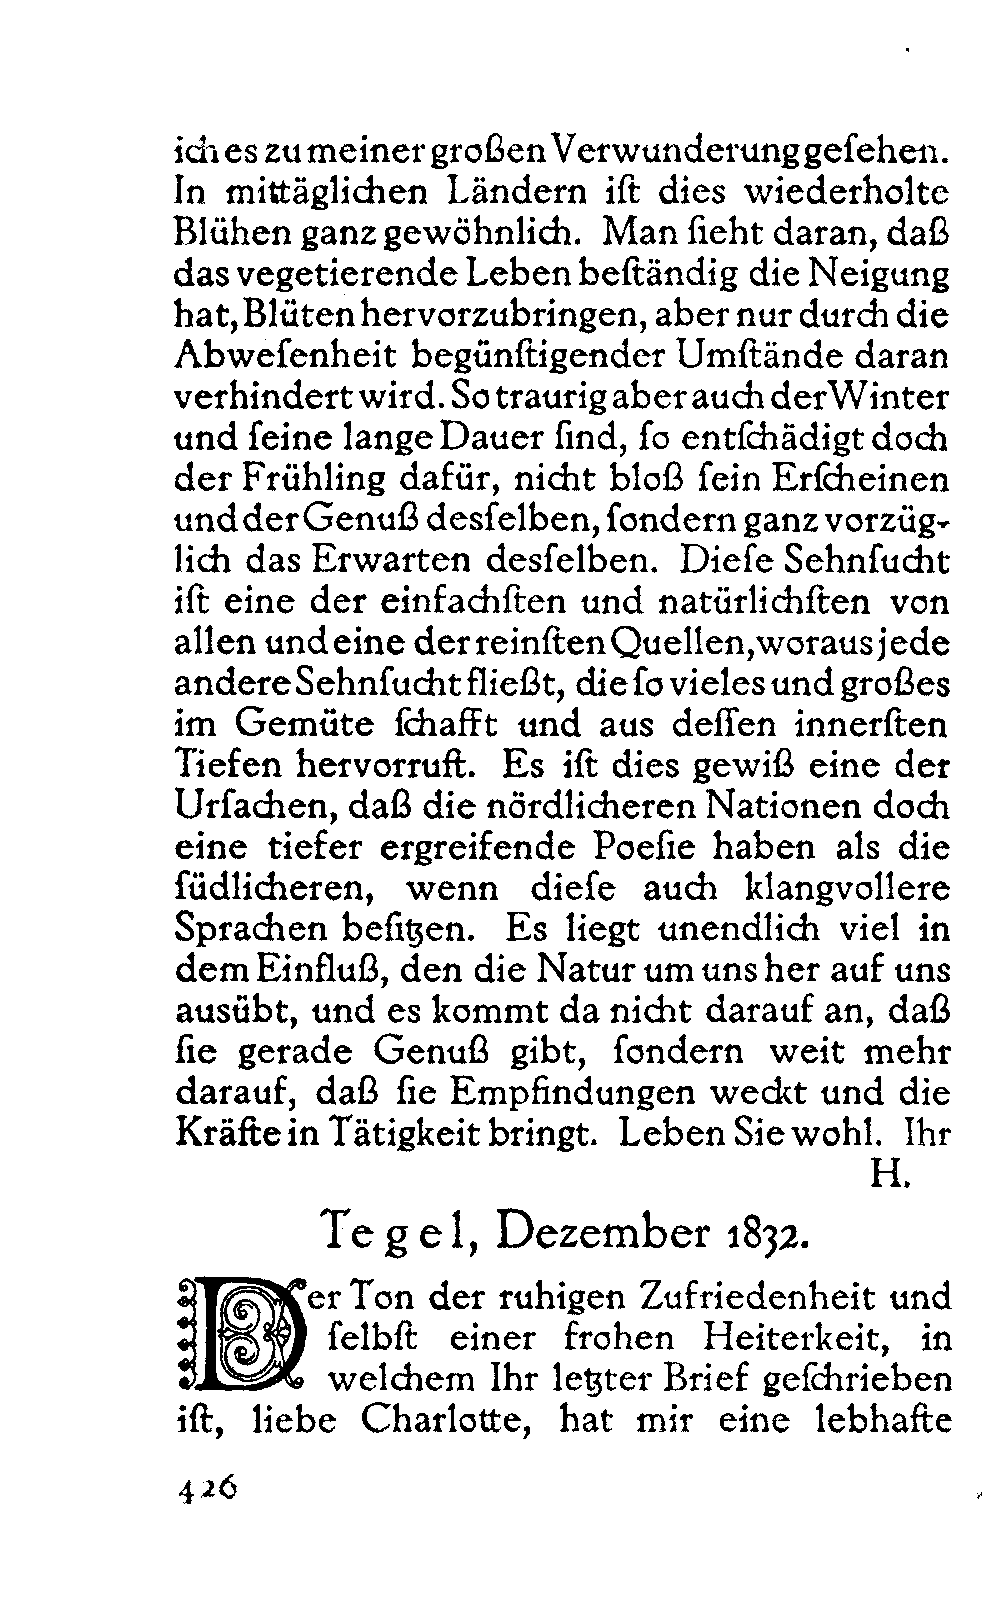 ich es zu meiner großen Verwunderung geſehen.
In mittäglichen Ländern iſt dies wiederholte
Blühen ganz gewöhnlich. Man ſieht daran, daß
das vegetierende Leben beſtändig die Neigung
hat, Blüten hervorzubringen, aber nur durch die
Abweſenheit begünſtigender Umſtände daran
verhindert wird. So traurig aber auch der Winter
und ſeine lange Dauer ſind, ſo entſchädigt doch
der Frühling dafür, nicht bloß ſein Erſcheinen
und der Genuß desſelben, ſondern ganz vorzüg-
lich das Erwarten desſelben. Dieſe Sehnſucht
iſt eine der einfachſten und natürlichſten von
allen und eine der reinſten Quellen, woraus jede
andere Sehnſucht fließt, die ſo vieles und großes
im Gemüte ſchafft und aus deſſen innerſten
Tiefen hervorruft. Es iſt dies gewiß eine der
Urſachen, daß die nördlicheren Nationen doch
eine tiefer ergreifende Poeſie haben als die
ſüdlicheren, wenn dieſe auch klangvollere
Sprachen beſitzen. Es liegt unendlich viel in
dem Einfluß, den die Natur um uns her auf uns
ausübt, und es kommt da nicht darauf an, daß
ſie gerade Genuß gibt, ſondern weit mehr
darauf, daß ſie Empfindungen weckt und die
Kräfte in Tätigkeit bringt. Leben Sie wohl. Ihr
H.
Tegel, Dezember 1832.
Der Ton der ruhigen Zufriedenheit und
ſelbſt einer frohen Heiterkeit, in
welchem Ihr letzter Brief geſchrieben
iſt, liebe Charlotte, hat mir eine lebhafte
426